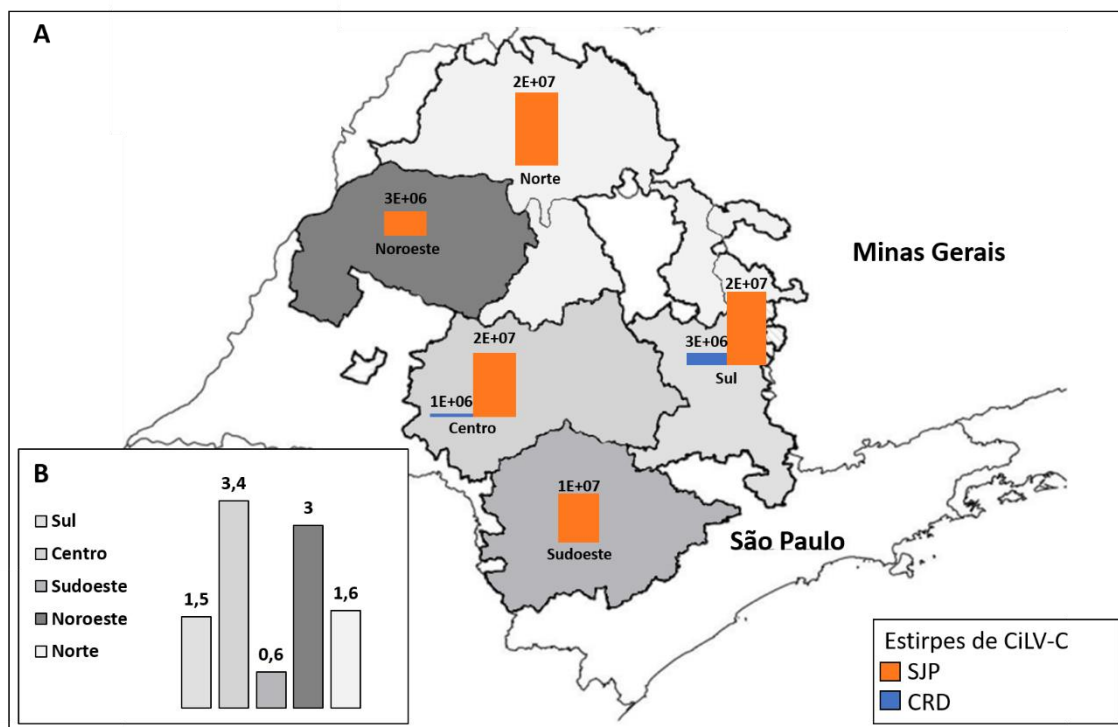 A
2E+07
Norte
3E+06
Noroeste
Minas Gerais
2E+07
3E+06
Sul
2E+07
1E+06
Centro
1E+07
Sudoeste
São Paulo
B
Sul
Centro
Sudoeste
Noroeste
Norte
1,5
3,4
0,6
3
1,6
Estirpes de CiLV-C
SJP
CRD